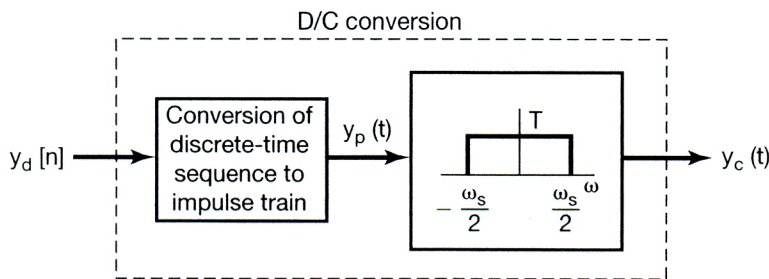 D/C conversion
y_d [n]
Conversion of
discrete-time
sequence to
impulse train
y_p (t)
T
- ω_s/2
ω_s/2
ω
y_c (t)